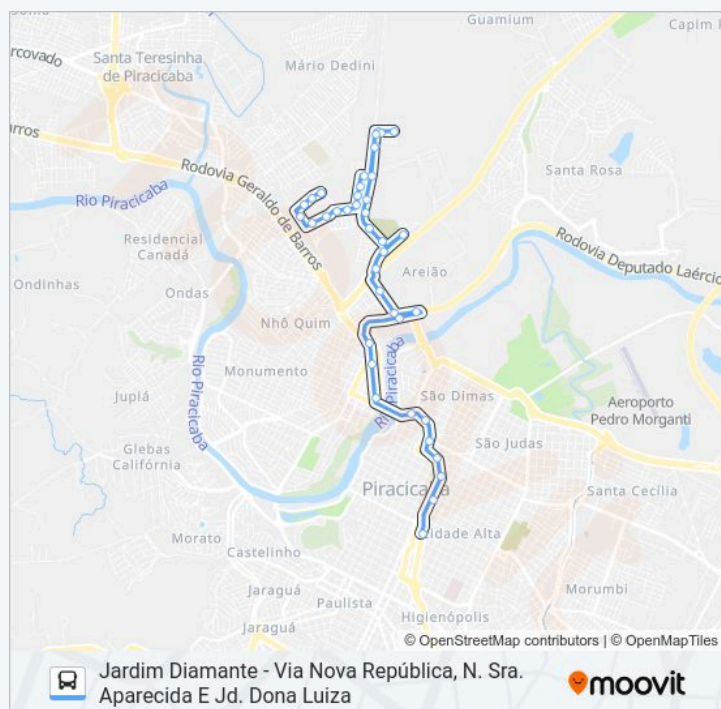 Guamium
Capim F
orcovado
Santa Teresinha
de Piracicaba
Mário Dedini
Barros
Rodovia Geraldo de Barros
Santa Rosa
Rio Piracicaba
Residencial
Canadá
Rodovia Deputado Laérci
Areião
Ondinhas
Ondas
Nhô Quim
Rio Piracicaba
Monumento
Rio Piracicaba
São Dimas
Jupiá
Aeroporto
Pedro Morganti
Glebas
Califórnia
São Judas
Piracicaba
Santa Cecília
Cidade Alta
Morato
Castelinho
Jaraguá
Paulista
Morumbi
Jaraguá
Higienópolis
© OpenStreetMap contributors | © OpenMapTiles
Jardim Diamante - Via Nova República, N. Sra.
Aparecida E Jd. Dona Luiza
moovit